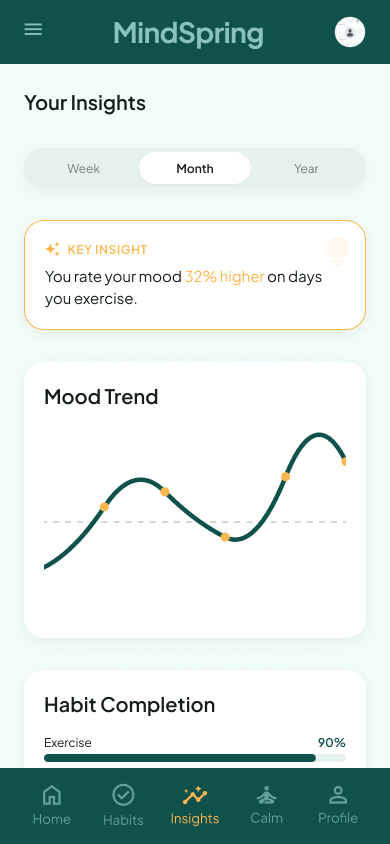 MindSpring
Your Insights
Week Month Year
KEY INSIGHT
You rate your mood 32% higher on days
you exercise.
Mood Trend
Habit Completion
Exercise 90%
Home Habits Insights Calm Profile